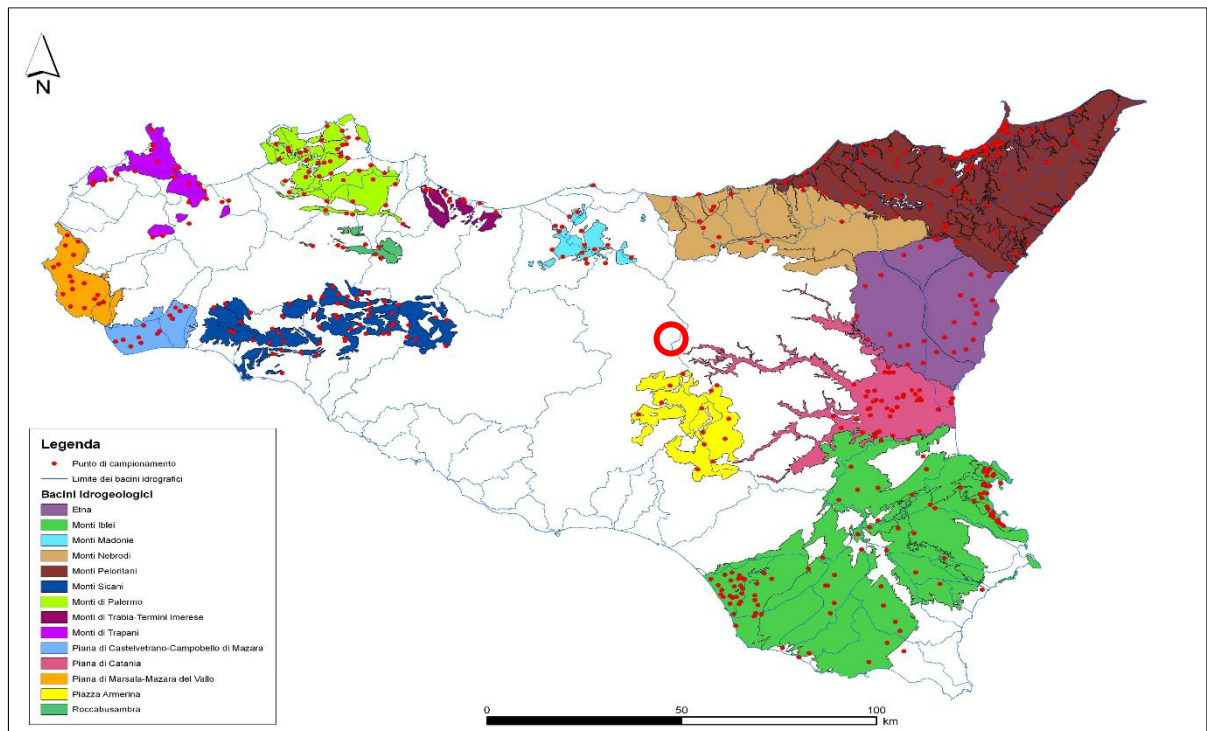 N
Legenda
Punto di campionamento
Limite dei bacini idrografici
Bacini Idrogeologici
Etna
Monti Iblei
Monti Madonie
Monti Nebrodi
Monti Peloritani
Monti Sicani
Monti di Palermo
Monti di Trabia-Termini Imerese
Monti di Trapani
Piana di Castelvetrano-Campobello di Mazara
Piana di Catania
Piana di Marsala-Mazara del Vallo
Piazza Armerina
Roccabusambra
0 50 100
km